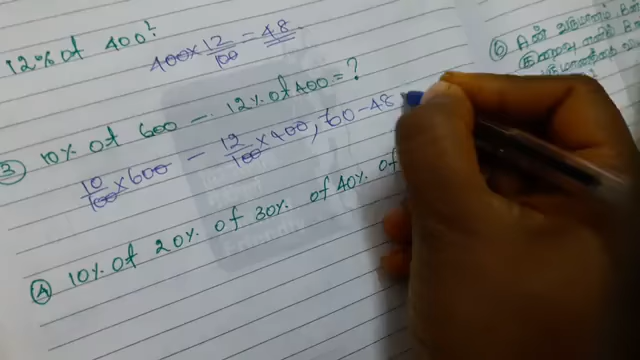 12% of 400?
400 × 12/100 = 48
③ 10% of 600 – 12% of 400 = ?
10/100 × 600 – 12/100 × 400, 60 – 48
④ 10% of 20% of 30% of 40% of
⑥